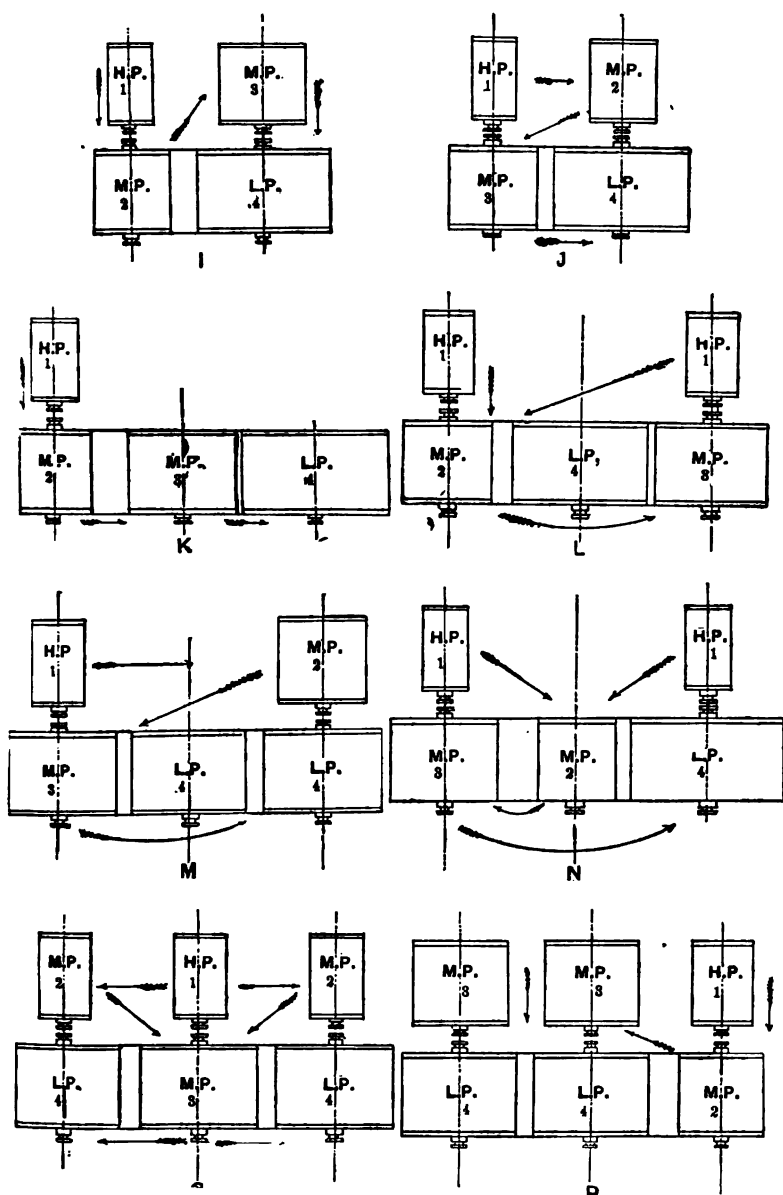 H.P. M.P.
1 3
M.P. L.P.
2 .4
I
H.P. M.P.
1 2
M.P. L.P.
3 4
J
H.P.
1
M.P. M.P. L.P.
2 3
K
H.P. H.P.
1 1
M.P. L.P, M.P.
2 4 3
L
H.P M.P.
1 2
M.P. L.P. L.P.
3 .4 4
M
H.P. H.P.
1 1
M.P. M.P. L.P.
3 2 4
N
M.P. H.P. M.P.
2 1 2
L.P. M.P. L.P.
4 3 4
M.P. M.P. H.P.
3 3 1
L.P. L.P. M.P.
4 4 2